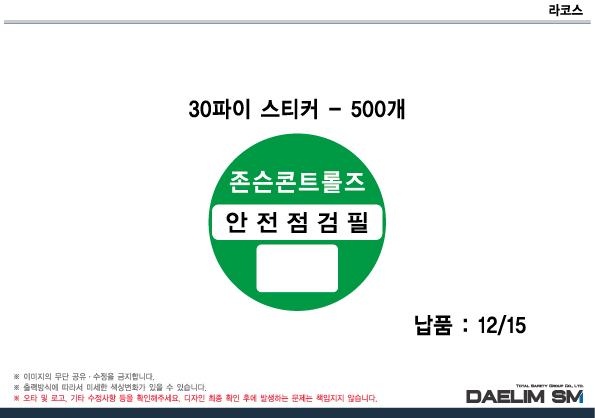 라코스
30파이 스티커 - 500개
존슨콘트롤즈
안전점검필
납품 : 12/15
※ 이미지의 무단 공유·수정을 금지합니다.
※ 출력방식에 따라서 미세한 색상변화가 있을 수 있습니다.
※ 오타 및 로고, 기타 수정사항 등을 확인해주세요. 디자인 최종 확인 후에 발생하는 문제는 책임지지 않습니다.
Total Safety Group Co., Ltd.
DAELIM SM